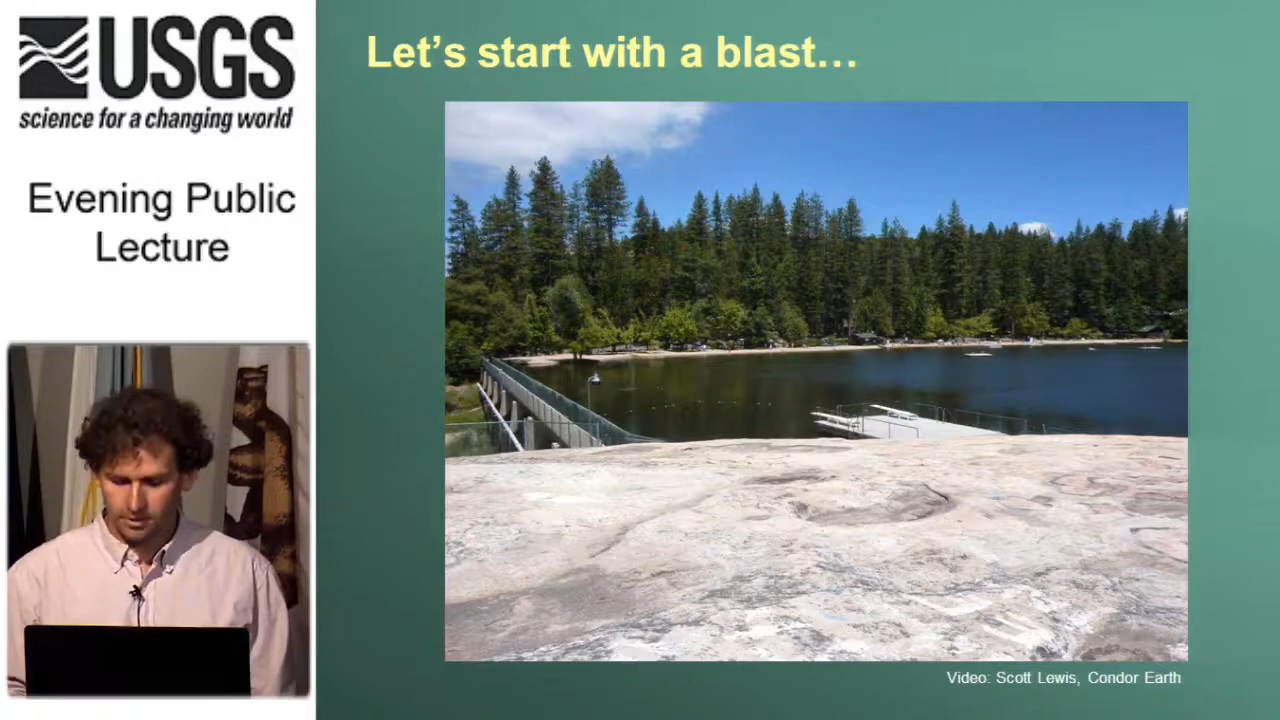 USGS
science for a changing world
Evening Public
Lecture
Let’s start with a blast…
Video: Scott Lewis, Condor Earth